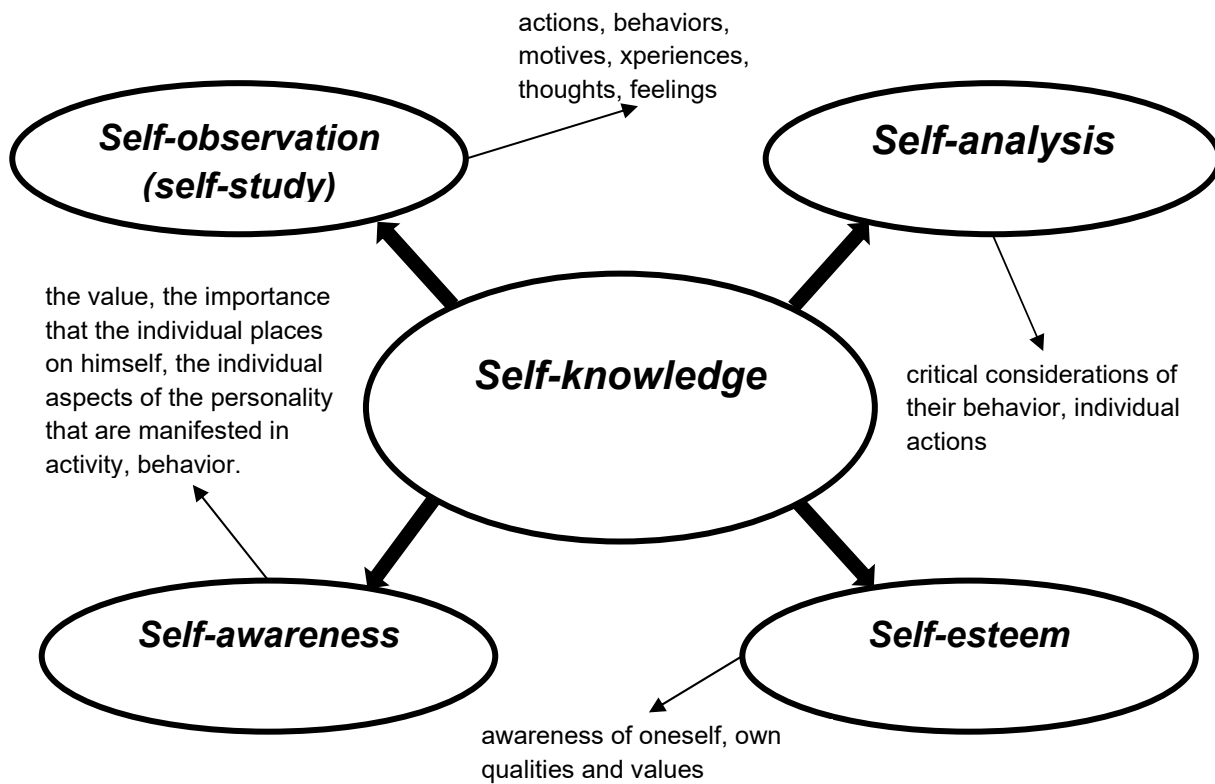 actions, behaviors,
motives, xperiences,
thoughts, feelings
Self-observation
(self-study)
Self-analysis
the value, the importance
that the individual places
on himself, the individual
aspects of the personality
that are manifested in
activity, behavior.
Self-knowledge
critical considerations of
their behavior, individual
actions
Self-awareness
Self-esteem
awareness of oneself, own
qualities and values